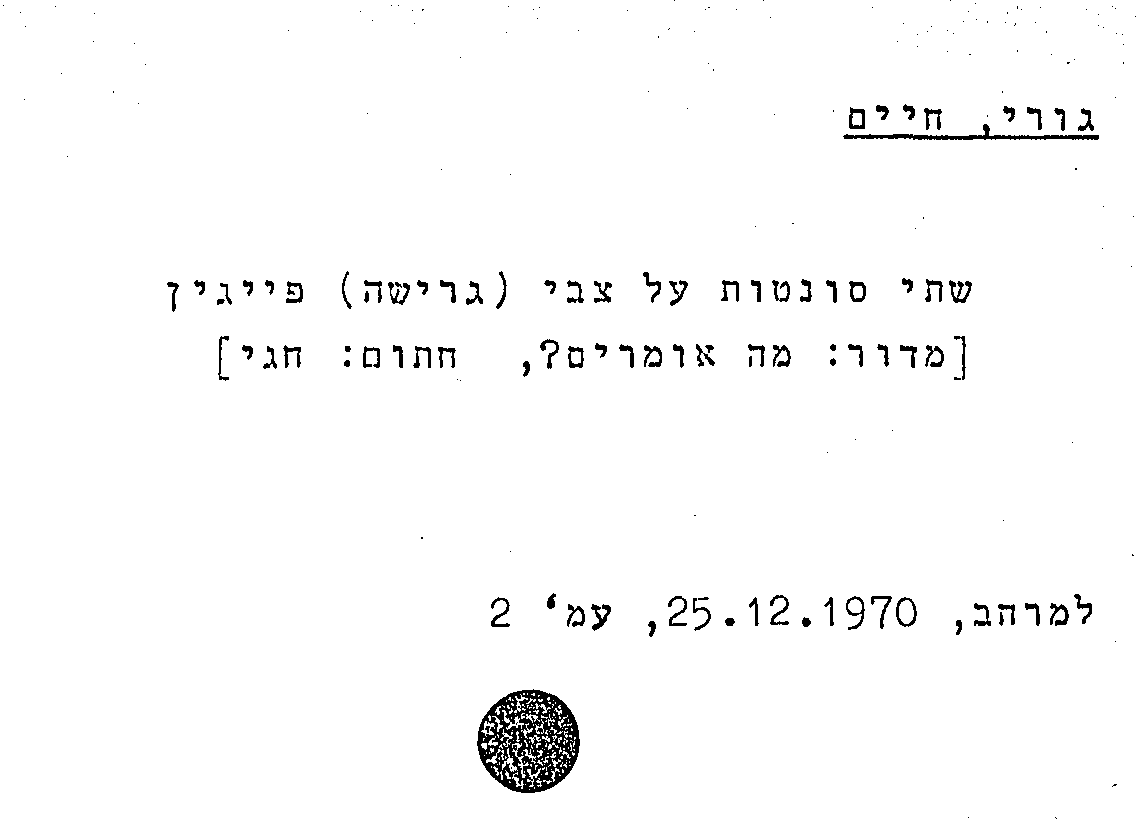 גורי, חיים
שתי סונטות על צבי (גרישה) פייגין
[מדור: מה אומרים?, חתום: חגי]
למרחב, 25.12.1970, עמ' 2